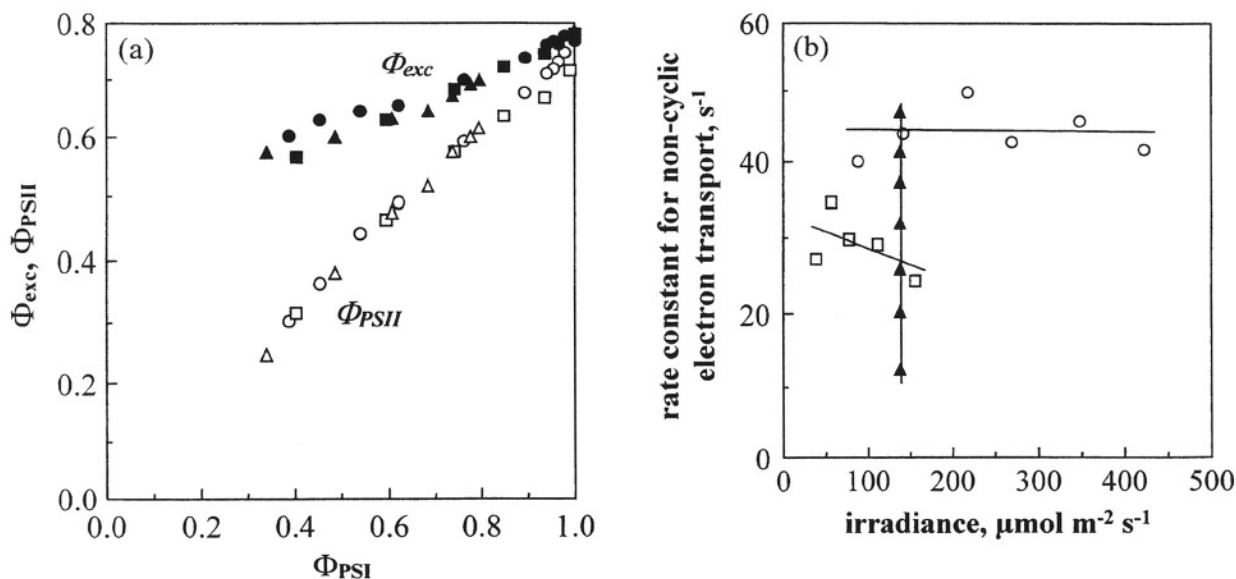 (a)
Φexc, ΦPSII
0.8
0.6
0.4
0.2
0.0
Φexc
ΦPSII
0.0 0.2 0.4 0.6 0.8 1.0
ΦPSI
(b)
rate constant for non-cyclic
electron transport, s⁻¹
60
40
20
0
0 100 200 300 400 500
irradiance, μmol m⁻² s⁻¹